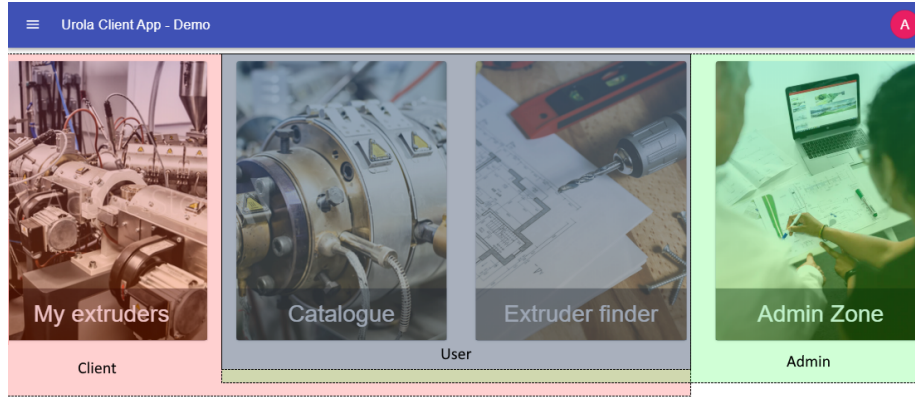 Urola Client App - Demo
A
My extruders
Catalogue
Extruder finder
Admin Zone
Client
User
Admin